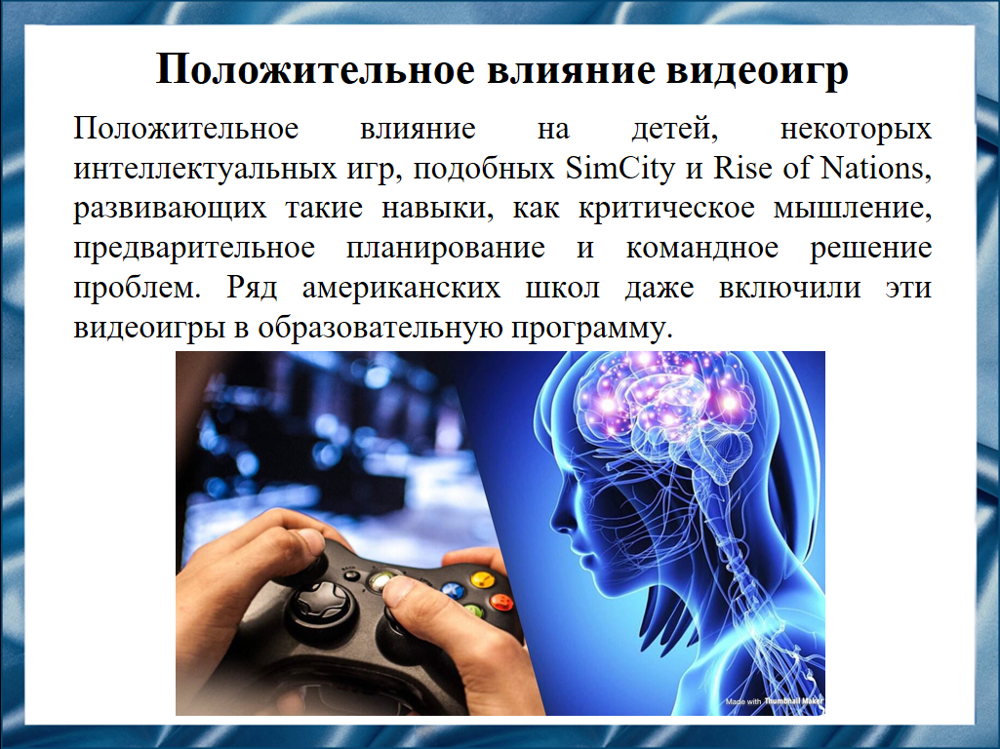 Положительное влияние видеоигр
Положительное влияние на детей, некоторых
интеллектуальных игр, подобных SimCity и Rise of Nations,
развивающих такие навыки, как критическое мышление,
предварительное планирование и командное решение
проблем. Ряд американских школ даже включили эти
видеоигры в образовательную программу.
BACK
Made with Thumbnail Maker